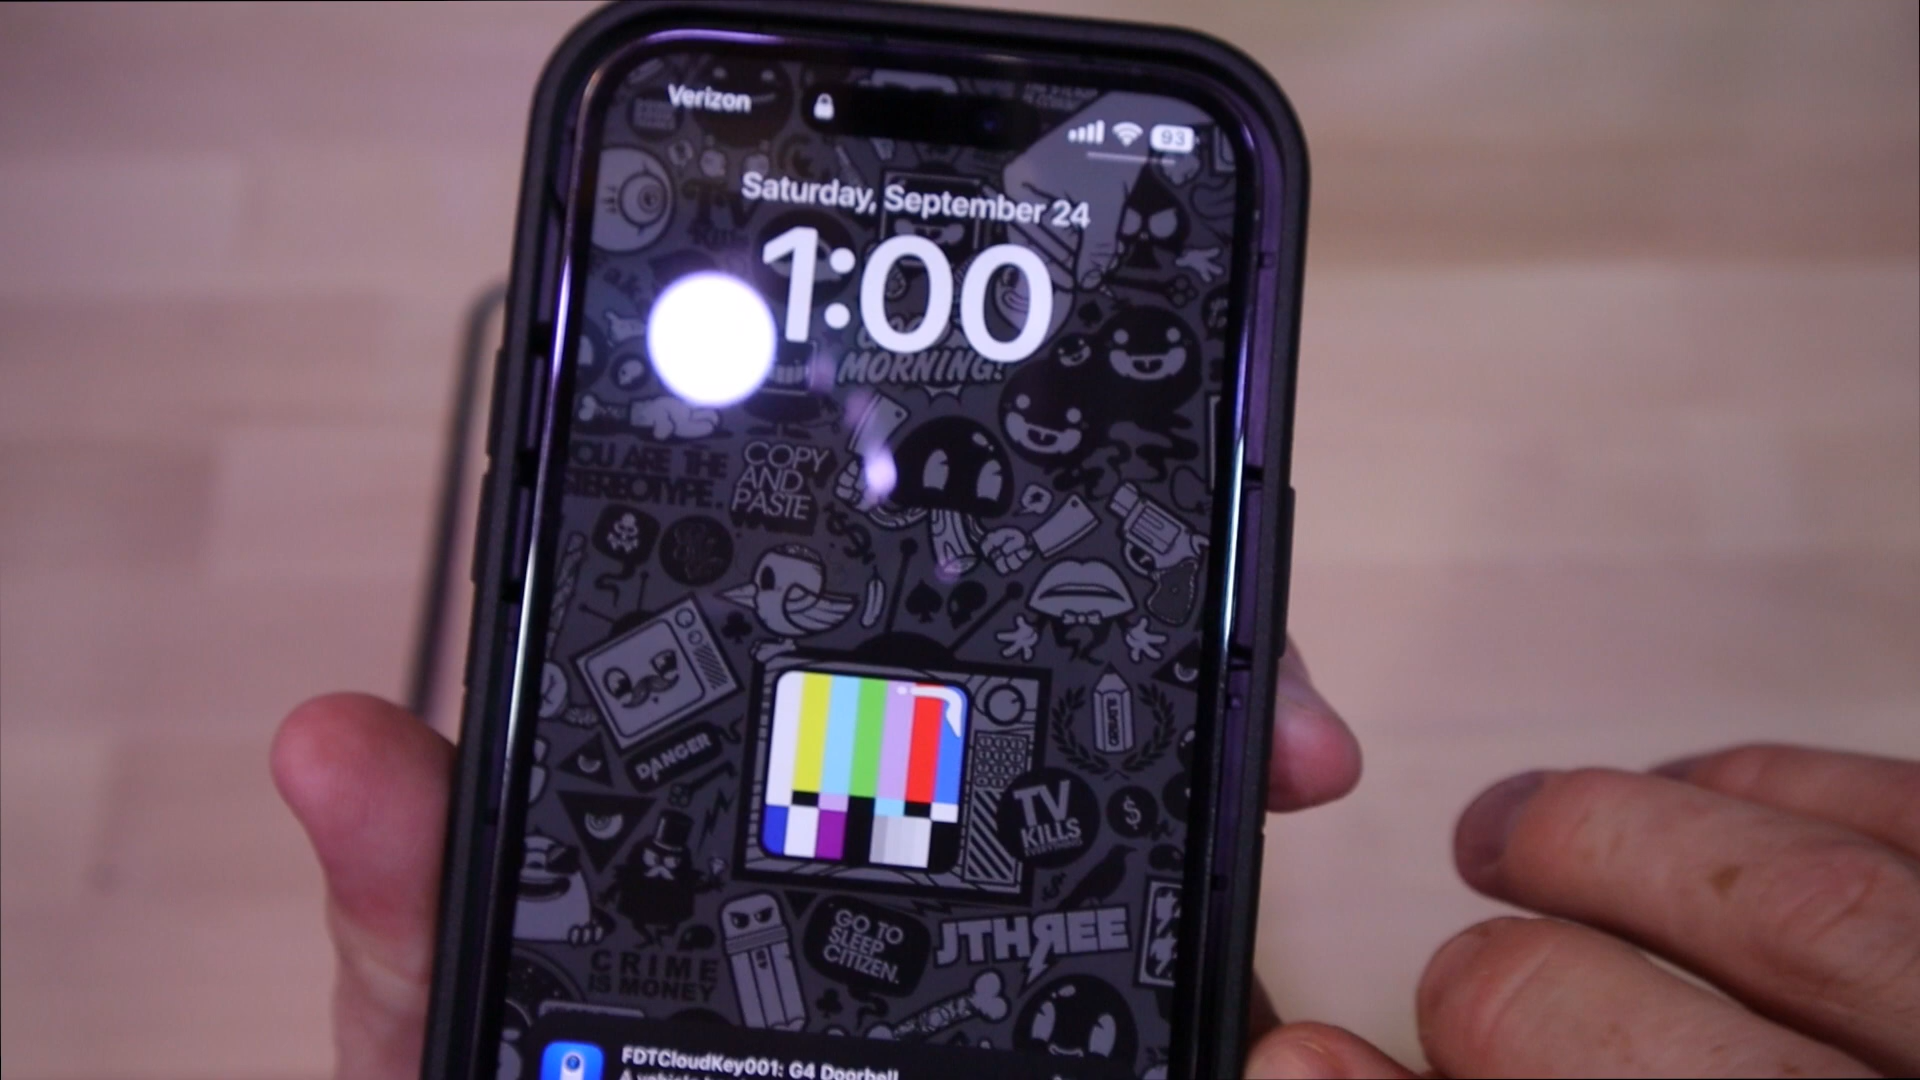 Verizon
93
Saturday, September 24
1:00
MORNING!
YOU ARE THE
STEREOTYPE.
COPY
AND
PASTE
DANGER
TV
KILLS
EVERYTHING
$
GO TO
SLEEP
CITIZEN.
JTHREE
CRIME
IS MONEY
FDTCloudKey001: G4 Doorbell